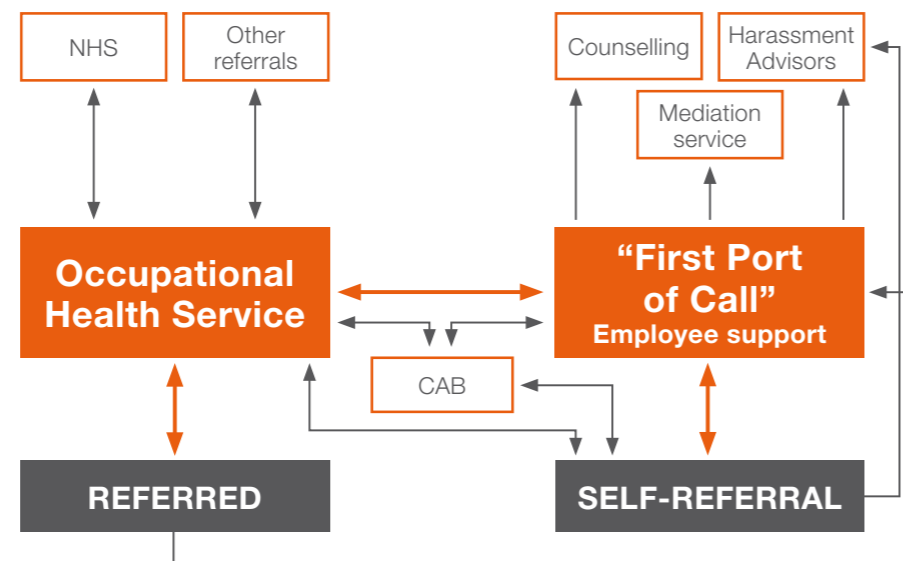 NHS
Other
referrals
Counselling
Harassment
Advisors
Mediation
service
Occupational
Health Service
“First Port
of Call”
Employee support
CAB
REFERRED
SELF-REFERRAL